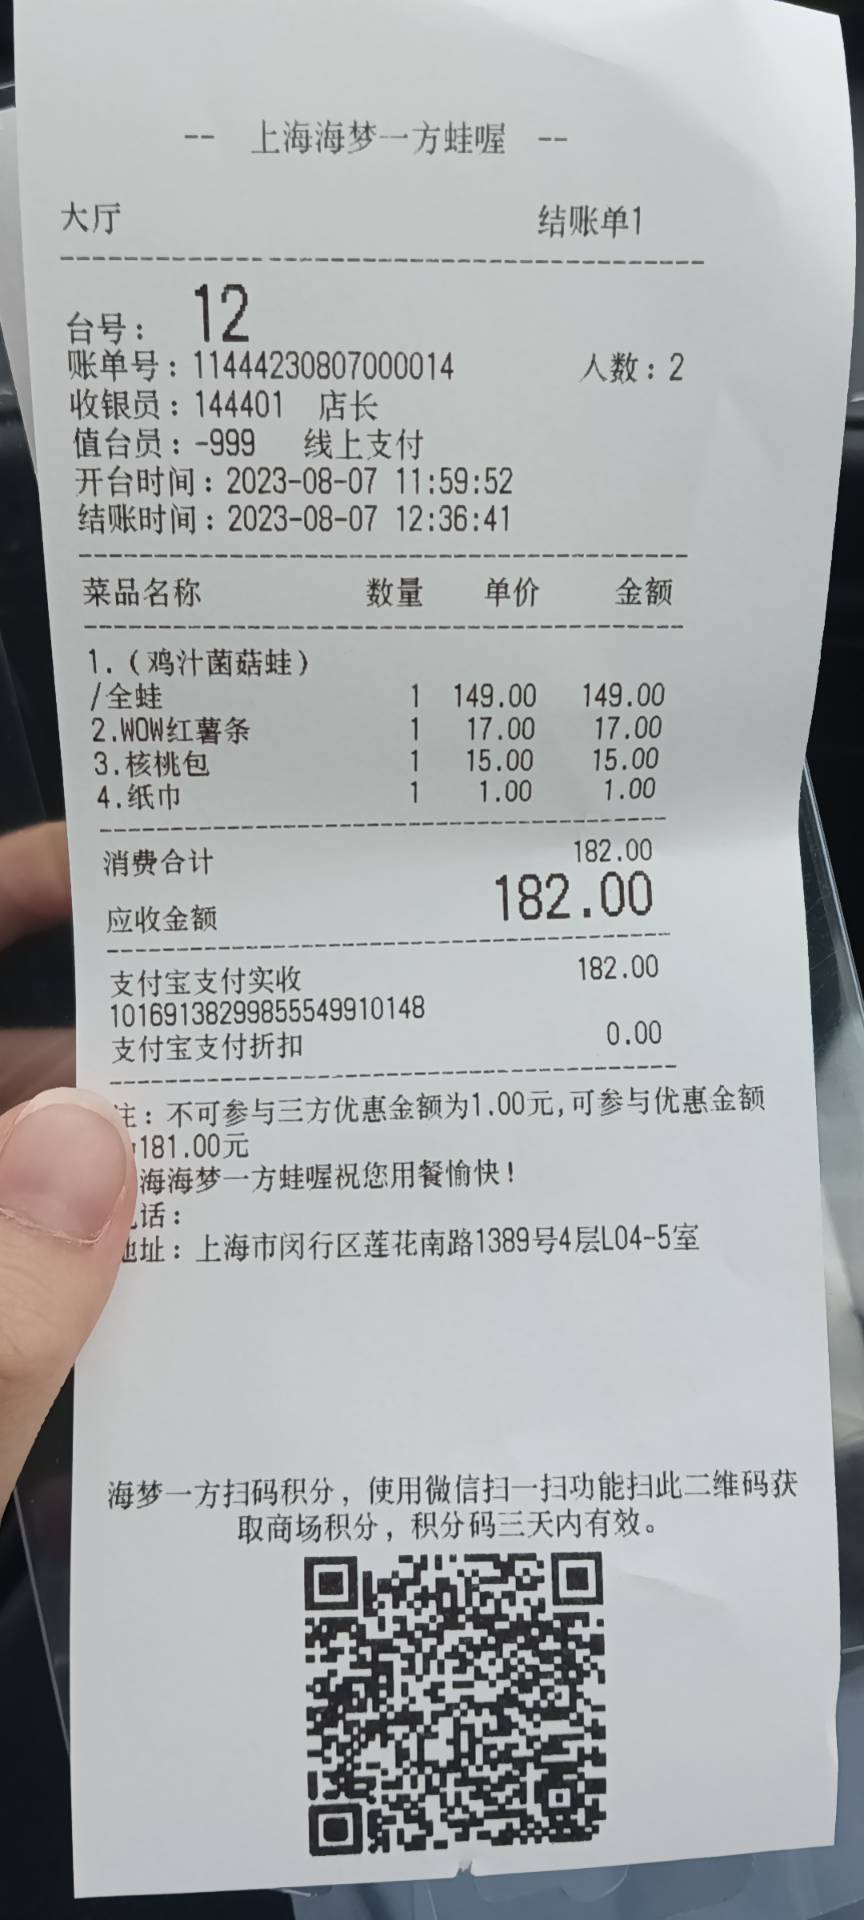 -- 上海海梦一方蛙喔 --
大厅 结账单1
台号： 12
账单号：11444230807000014 人数：2
收银员：144401 店长
值台员：-999 线上支付
开台时间：2023-08-07 11:59:52
结账时间：2023-08-07 12:36:41
菜品名称 数量 单价 金额
1.（鸡汁菌菇蛙）
/全蛙 1 149.00 149.00
2.WOW红薯条 1 17.00 17.00
3.核桃包 1 15.00 15.00
4.纸巾 1 1.00 1.00
消费合计 182.00
应收金额 182.00
支付宝支付实收 182.00
10169138299855549910148
支付宝支付折扣 0.00
注：不可参与三方优惠金额为1.00元,可参与优惠金额
181.00元
海海梦一方蛙喔祝您用餐愉快！
话：
地址：上海市闵行区莲花南路1389号4层L04-5室
海梦一方扫码积分，使用微信扫一扫功能扫此二维码获
取商场积分，积分码三天内有效。